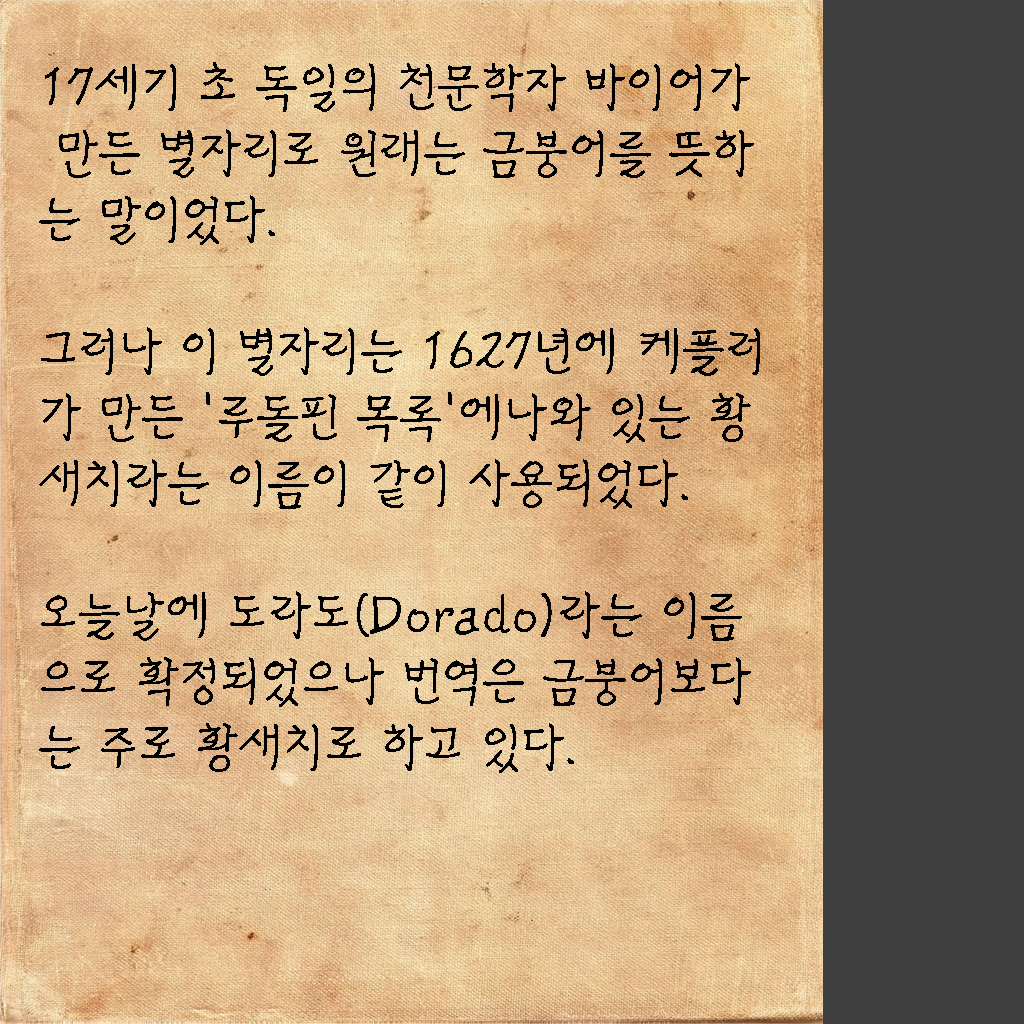 17세기 초 독일의 천문학자 바이어가
만든 별자리로 원래는 금붕어를 뜻하
는 말이었다.
그러나 이 별자리는 1627년에 케플러
가 만든 '루돌핀 목록'에나와 있는 황
새치라는 이름이 같이 사용되었다.
오늘날에 도라도(Dorado)라는 이름
으로 확정되었으나 번역은 금붕어보다
는 주로 황새치로 하고 있다.